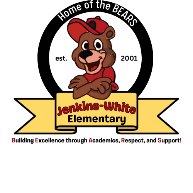 Home of the BEARS
est. 2001
Jenkins-White
Elementary
Building Excellence through Academics, Respect, and Support!